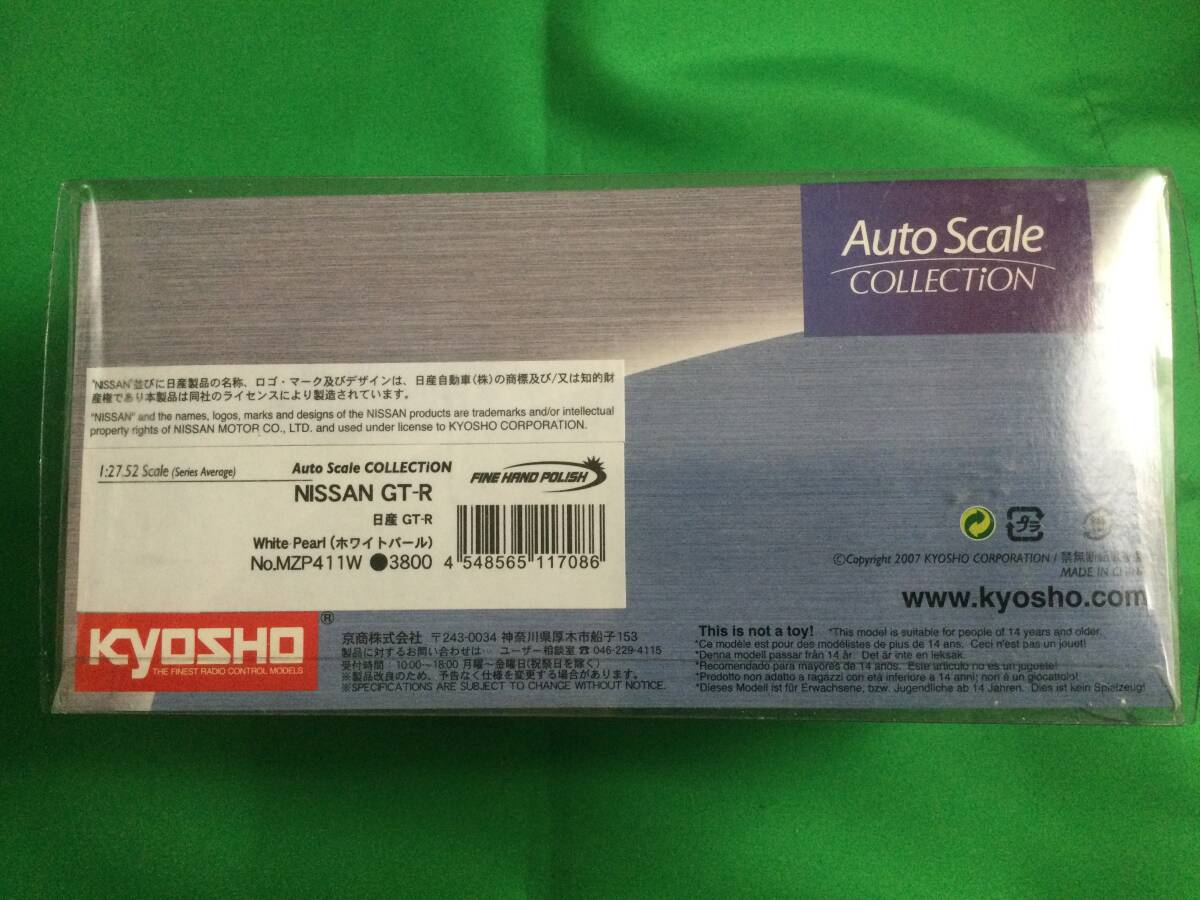 Auto Scale
COLLECTiON
"NISSAN"並びに日産製品の名称、ロゴ・マーク及びデザインは、日産自動車(株)の商標及び/又は知的財
産権であり本製品は同社のライセンスにより製造されています。
"NISSAN" and the names, logos, marks and designs of the NISSAN products are trademarks and/or intellectual
property rights of NISSAN MOTOR CO., LTD. and used under license to KYOSHO CORPORATION.
1:27.52 Scale (Series Average)
Auto Scale COLLECTiON
NISSAN GT-R
日産 GT-R
White Pearl (ホワイトパール)
No.MZP411W ●3800
FINE HAND POLISH
4 548565 117086
プラ
©Copyright 2007 KYOSHO CORPORATION / 禁無断
MADE IN
www.kyosho.com
KYOSHO®
THE FINEST RADIO CONTROL MODELS
京商株式会社 〒243-0034 神奈川県厚木市船子153
製品に対するお問い合わせは… ユーザー相談室 ☎046-229-4115
受付時間 10:00～18:00 月曜～金曜日(祝祭日を除く)
※製品改良のため、予告なく仕様を変更する場合があります。
※SPECIFICATIONS ARE SUBJECT TO CHANGE WITHOUT NOTICE.
This is not a toy! *This model is suitable for people of 14 years and older.
*Ce modèle est pour des modélistes de plus de 14 ans. Ceci n'est pas un jouet!
*Denna modell passar från 14 år. Det är inte en leksak.
*Recomendado para mayores de 14 años. Este articulo no es un juguete!
*Prodotto non adatto a ragazzi con età inferiore a 14 anni; non è un giocattolo!
*Dieses Modell ist für Erwachsene, bzw. Jugendliche ab 14 Jahren. Dies ist kein Spielzeug!